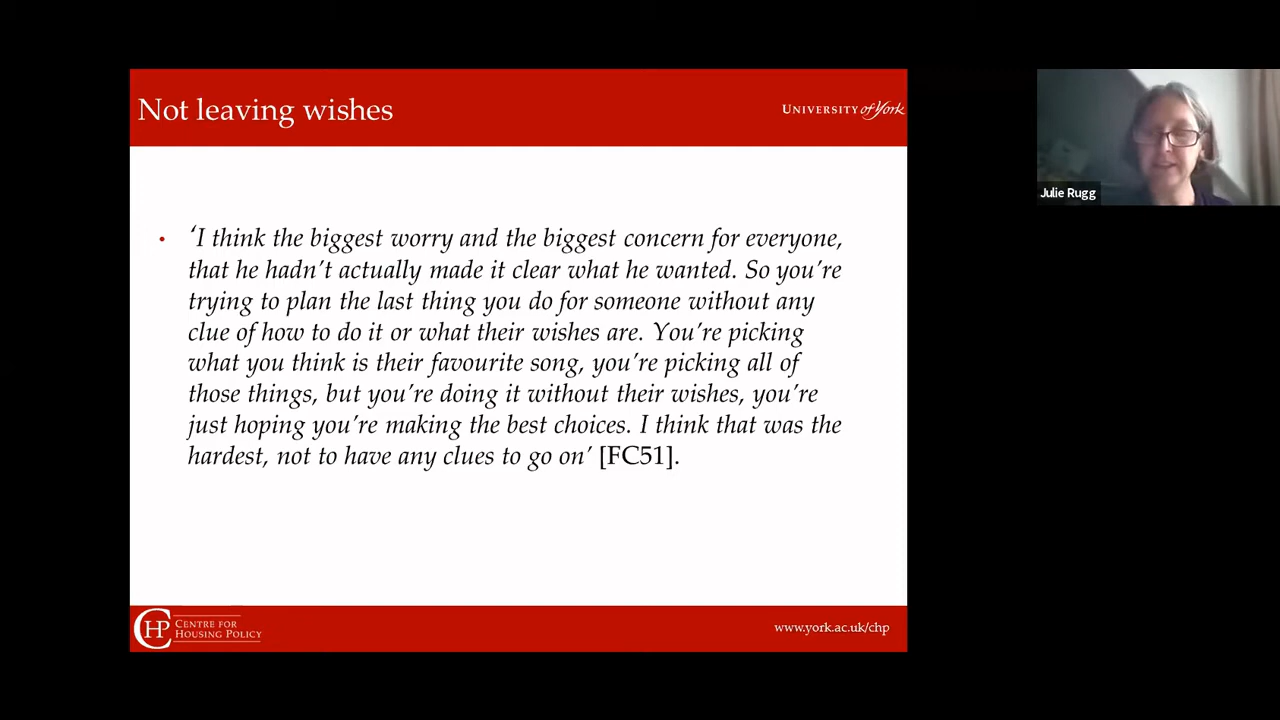 Not leaving wishes
UNIVERSITY of York
Julie Rugg
• ‘I think the biggest worry and the biggest concern for everyone,
that he hadn’t actually made it clear what he wanted. So you’re
trying to plan the last thing you do for someone without any
clue of how to do it or what their wishes are. You’re picking
what you think is their favourite song, you’re picking all of
those things, but you’re doing it without their wishes, you’re
just hoping you’re making the best choices. I think that was the
hardest, not to have any clues to go on’ [FC51].
CHP
CENTRE FOR
HOUSING POLICY
www.york.ac.uk/chp